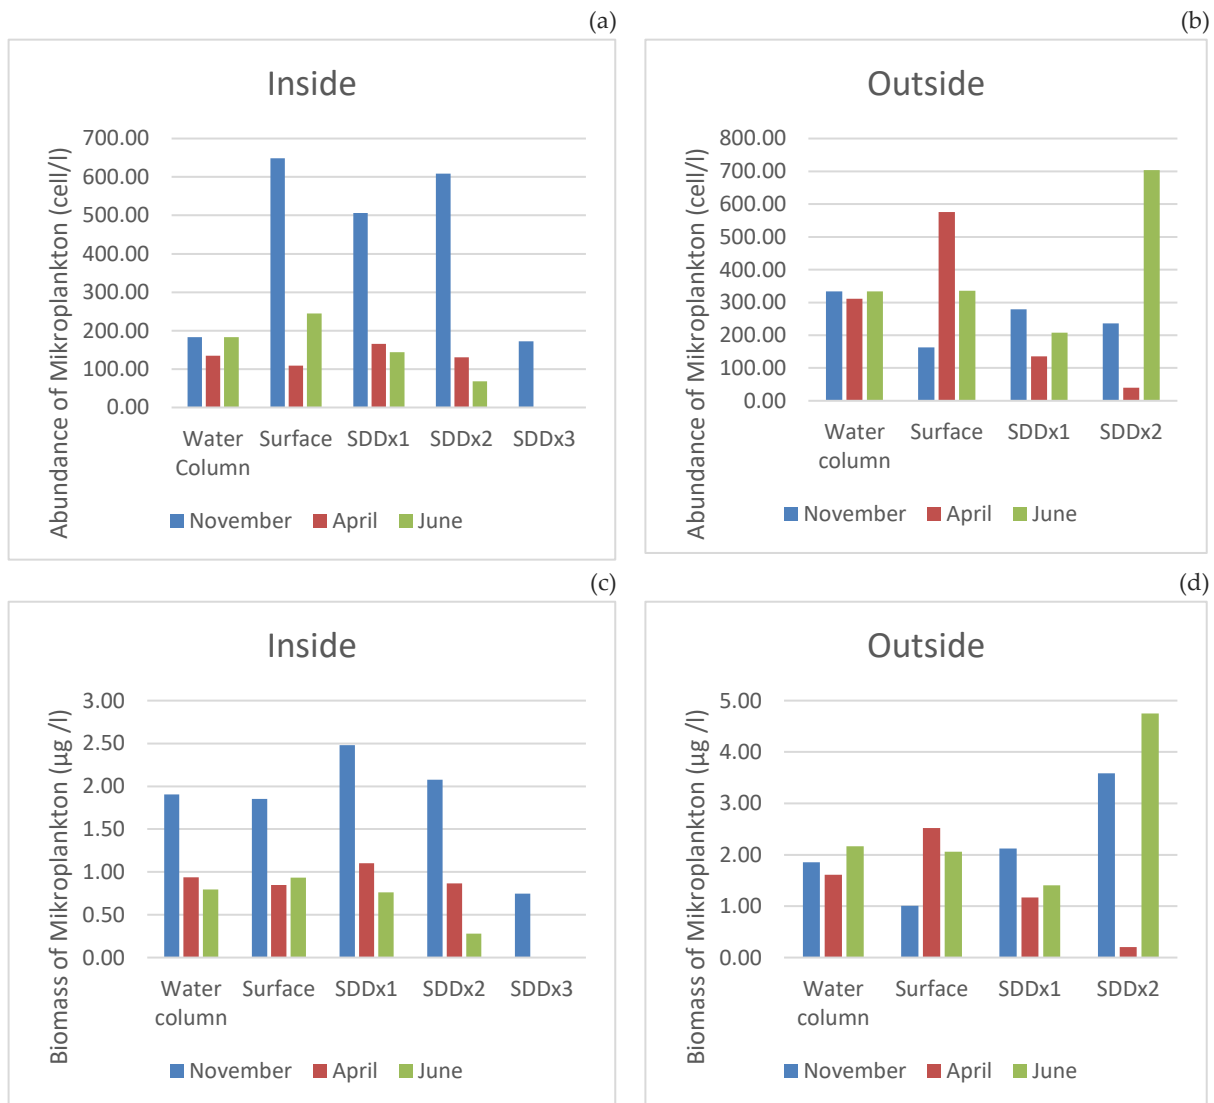 (a)
Inside
Abundance of Mikroplankton (cell/l)
700.00
600.00
500.00
400.00
300.00
200.00
100.00
0.00
Water Column
Surface
SDDx1
SDDx2
SDDx3
November
April
June
(b)
Outside
Abundance of Mikroplankton (cell/l)
800.00
700.00
600.00
500.00
400.00
300.00
200.00
100.00
0.00
Water column
Surface
SDDx1
SDDx2
November
April
June
(c)
Inside
Biomass of Mikroplankton (µg /l)
3.00
2.50
2.00
1.50
1.00
0.50
0.00
Water column
Surface
SDDx1
SDDx2
SDDx3
November
April
June
(d)
Outside
Biomass of Mikroplankton (µg /l)
5.00
4.00
3.00
2.00
1.00
0.00
Water column
Surface
SDDx1
SDDx2
November
April
June